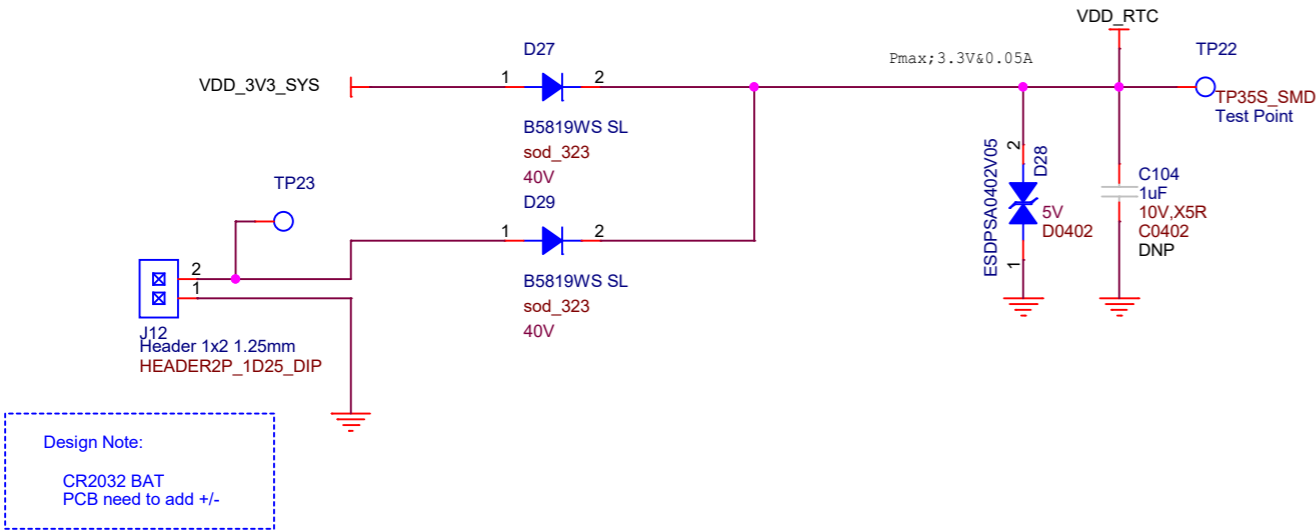 VDD_RTC
D27
TP22
Pmax;3.3V&0.05A
VDD_3V3_SYS
1
2
TP35S_SMD
Test Point
B5819WS SL
sod_323
40V
ESDPSA0402V05
2
D28
1
5V
D0402
C104
1uF
10V,X5R
C0402
DNP
TP23
D29
1
2
B5819WS SL
sod_323
40V
2
1
J12
Header 1x2 1.25mm
HEADER2P_1D25_DIP
Design Note:
CR2032 BAT
PCB need to add +/-